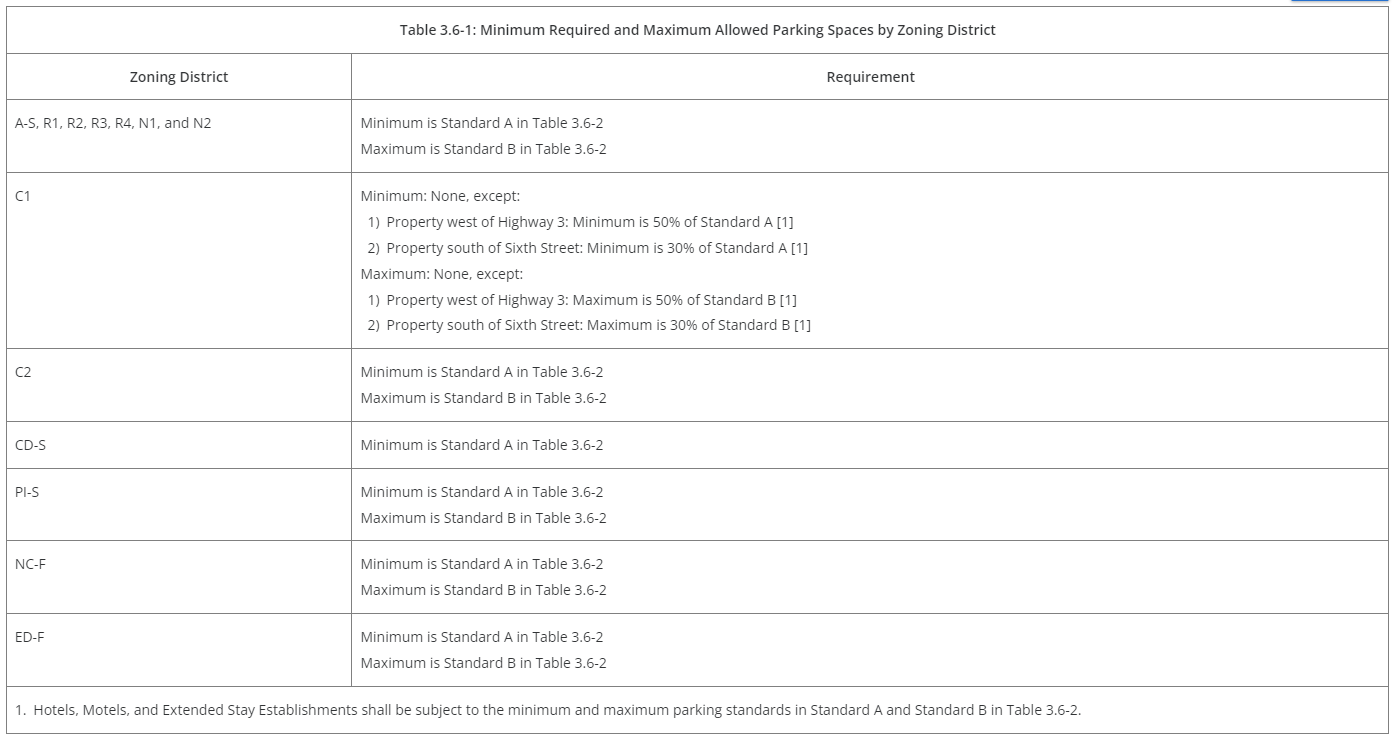 Table 3.6-1: Minimum Required and Maximum Allowed Parking Spaces by Zoning District
Zoning District
Requirement
A-S, R1, R2, R3, R4, N1, and N2
Minimum is Standard A in Table 3.6-2
Maximum is Standard B in Table 3.6-2
C1
Minimum: None, except:
1) Property west of Highway 3: Minimum is 50% of Standard A [1]
2) Property south of Sixth Street: Minimum is 30% of Standard A [1]
Maximum: None, except:
1) Property west of Highway 3: Maximum is 50% of Standard B [1]
2) Property south of Sixth Street: Maximum is 30% of Standard B [1]
C2
Minimum is Standard A in Table 3.6-2
Maximum is Standard B in Table 3.6-2
CD-S
Minimum is Standard A in Table 3.6-2
PI-S
Minimum is Standard A in Table 3.6-2
Maximum is Standard B in Table 3.6-2
NC-F
Minimum is Standard A in Table 3.6-2
Maximum is Standard B in Table 3.6-2
ED-F
Minimum is Standard A in Table 3.6-2
Maximum is Standard B in Table 3.6-2
1. Hotels, Motels, and Extended Stay Establishments shall be subject to the minimum and maximum parking standards in Standard A and Standard B in Table 3.6-2.